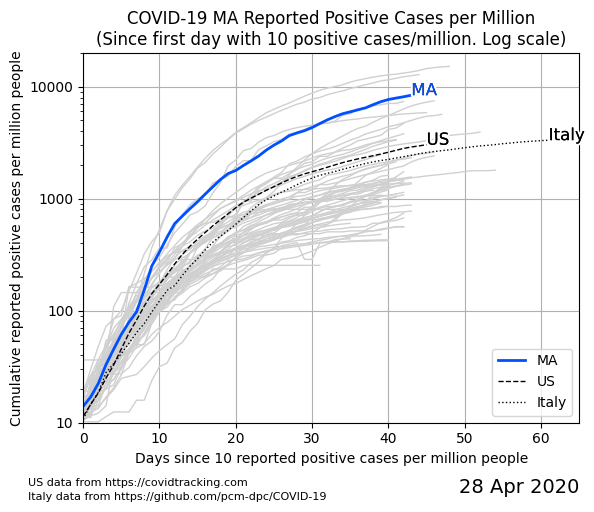 COVID-19 MA Reported Positive Cases per Million
(Since first day with 10 positive cases/million. Log scale)
Cumulative reported positive cases per million people
10000
1000
100
10
MA
US
Italy
MA
US
Italy
0 10 20 30 40 50 60
Days since 10 reported positive cases per million people
US data from https://covidtracking.com
Italy data from https://github.com/pcm-dpc/COVID-19
28 Apr 2020